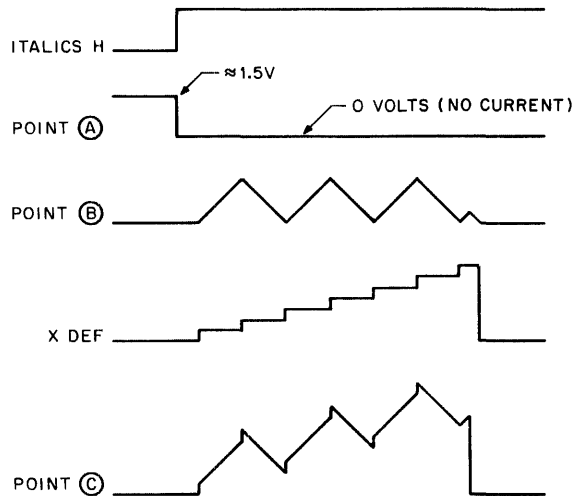 ITALICS H
≈1.5V
0 VOLTS (NO CURRENT)
POINT Ⓐ
POINT Ⓑ
X DEF
POINT Ⓒ